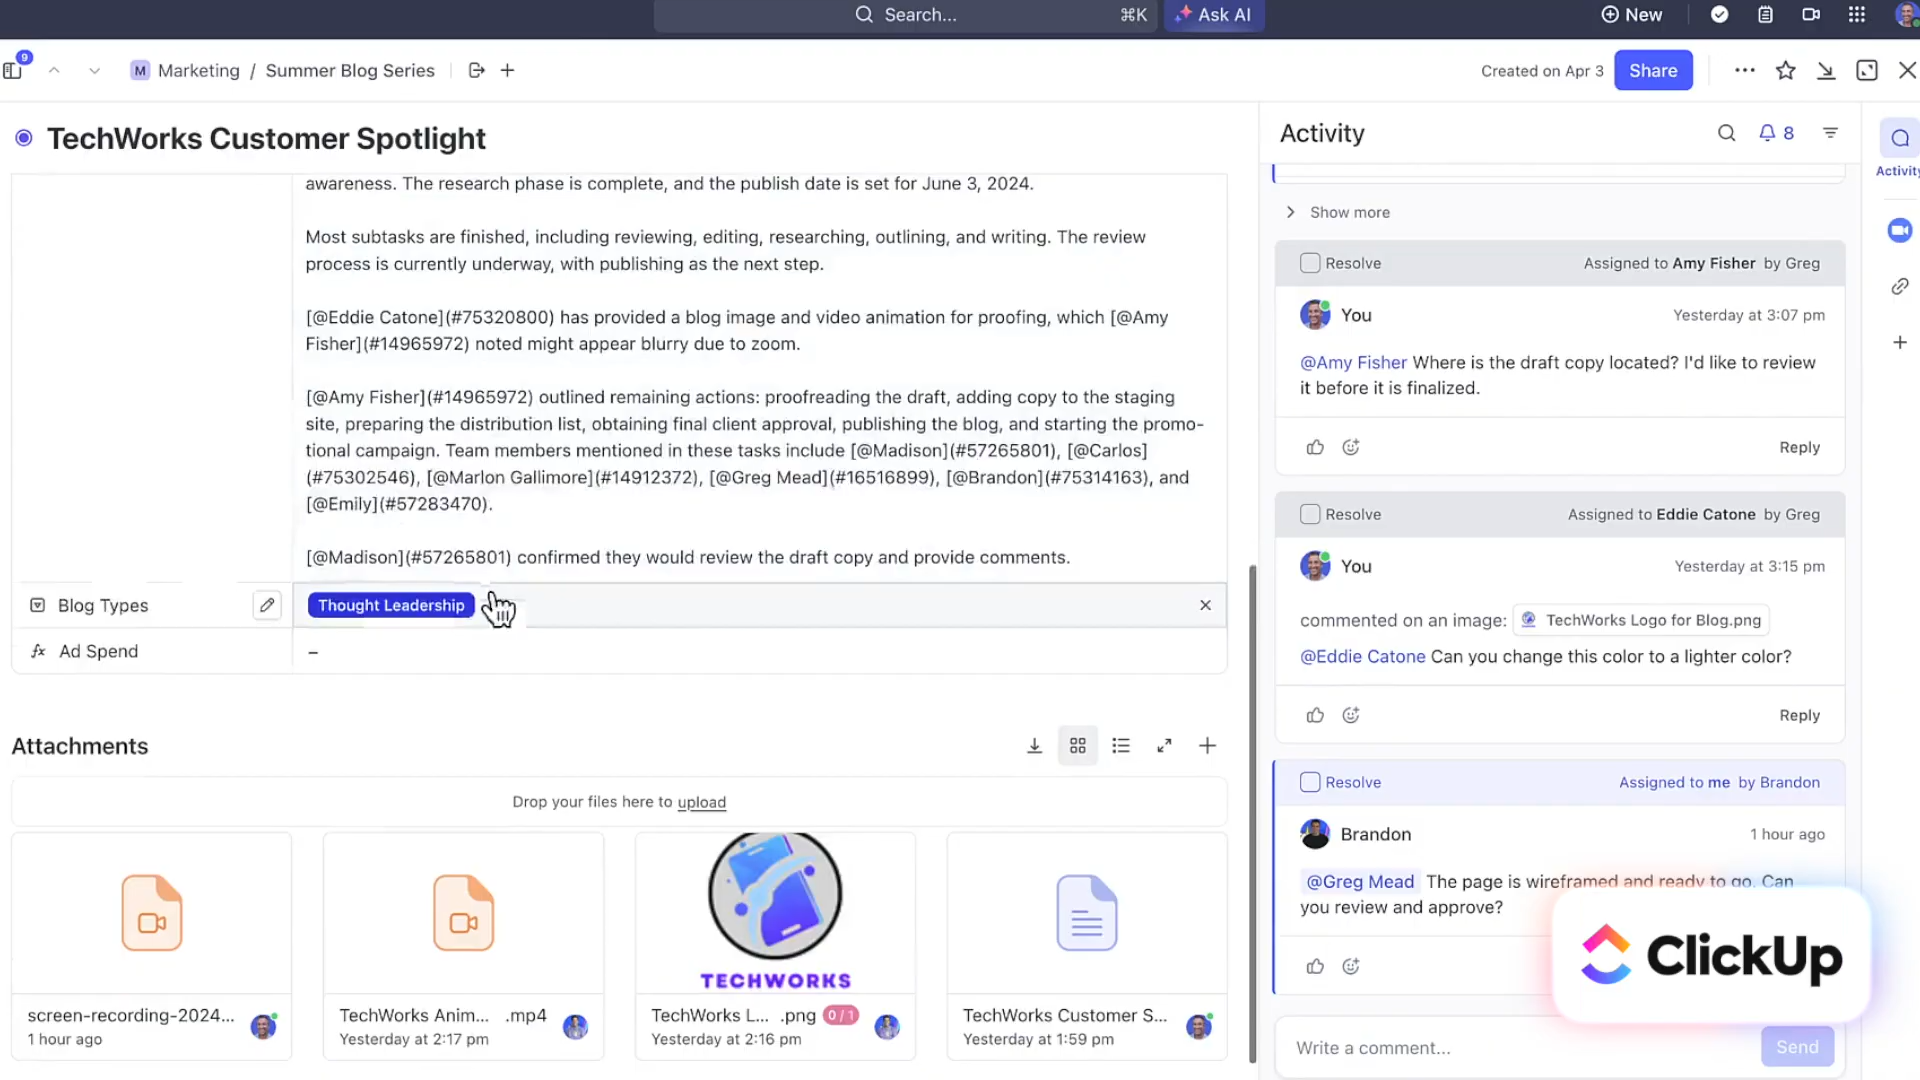 Search...
⌘K
Ask AI
New
9
M
Marketing / Summer Blog Series
Created on Apr 3
Share
TechWorks Customer Spotlight
awareness. The research phase is complete, and the publish date is set for June 3, 2024.
Most subtasks are finished, including reviewing, editing, researching, outlining, and writing. The review
process is currently underway, with publishing as the next step.
[@Eddie Catone](#75320800) has provided a blog image and video animation for proofing, which [@Amy
Fisher](#14965972) noted might appear blurry due to zoom.
[@Amy Fisher](#14965972) outlined remaining actions: proofreading the draft, adding copy to the staging
site, preparing the distribution list, obtaining final client approval, publishing the blog, and starting the promo-
tional campaign. Team members mentioned in these tasks include [@Madison](#57265801), [@Carlos]
(#75302546), [@Marlon Gallimore](#14912372), [@Greg Mead](#16516899), [@Brandon](#75314163), and
[@Emily](#57283470).
[@Madison](#57265801) confirmed they would review the draft copy and provide comments.
Blog Types
Thought Leadership
fx Ad Spend
–
Attachments
Drop your files here to upload
TECHWORKS
screen-recording-2024...
1 hour ago
TechWorks Anim... .mp4
Yesterday at 2:17 pm
TechWorks L... .png 0 / 1
Yesterday at 2:16 pm
TechWorks Customer S...
Yesterday at 1:59 pm
Activity
8
Show more
Resolve
Assigned to Amy Fisher by Greg
You
Yesterday at 3:07 pm
@Amy Fisher Where is the draft copy located? I'd like to review
it before it is finalized.
Reply
Resolve
Assigned to Eddie Catone by Greg
You
Yesterday at 3:15 pm
commented on an image: TechWorks Logo for Blog.png
@Eddie Catone Can you change this color to a lighter color?
Reply
Resolve
Assigned to me by Brandon
Brandon
1 hour ago
@Greg Mead The page is wireframed and ready to go. Can
you review and approve?
ClickUp
Write a comment...
Send
Activity